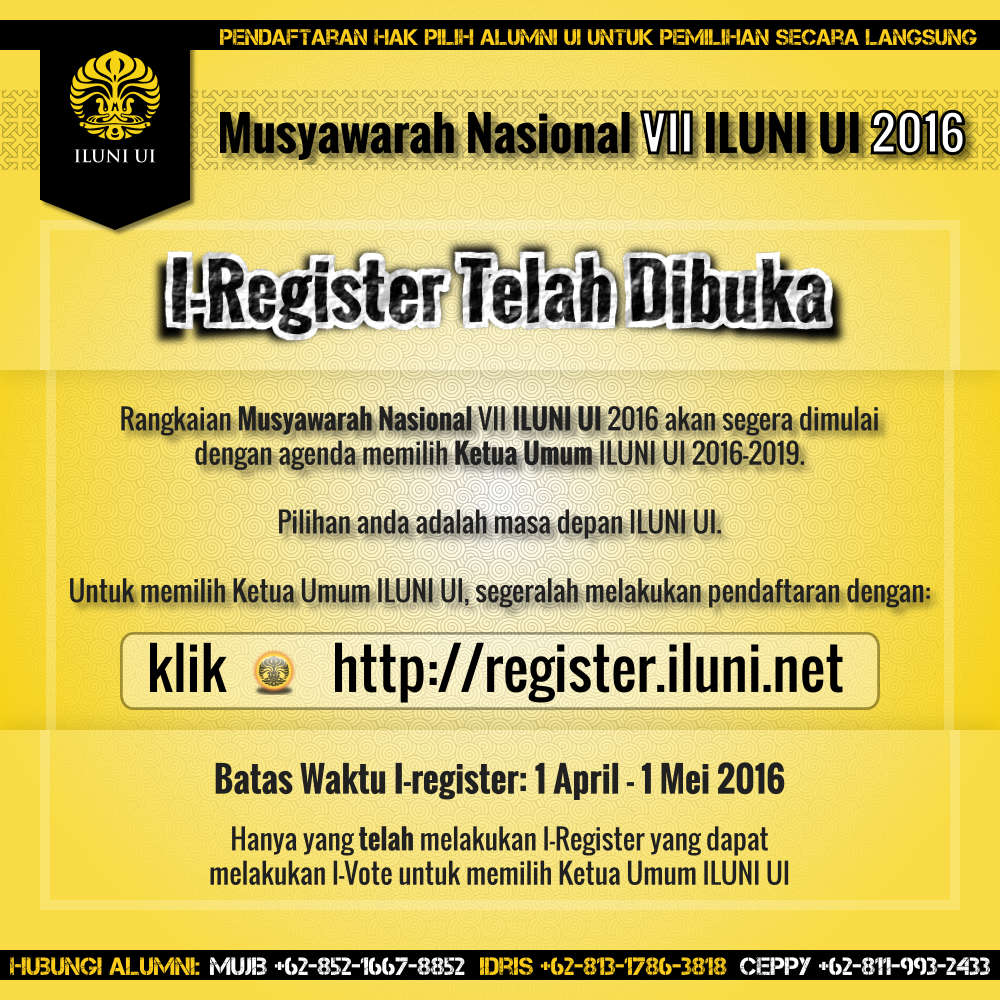 PENDAFTARAN HAK PILIH ALUMNI UI UNTUK PEMILIHAN SECARA LANGSUNG
ILUNI UI
Musyawarah Nasional VII ILUNI UI 2016
I-Register Telah Dibuka
Rangkaian Musyawarah Nasional VII ILUNI UI 2016 akan segera dimulai
dengan agenda memilih Ketua Umum ILUNI UI 2016-2019.
Pilihan anda adalah masa depan ILUNI UI.
Untuk memilih Ketua Umum ILUNI UI, segeralah melakukan pendaftaran dengan:
klik http://register.iluni.net
Batas Waktu I-register: 1 April - 1 Mei 2016
Hanya yang telah melakukan I-Register yang dapat
melakukan I-Vote untuk memilih Ketua Umum ILUNI UI
HUBUNGI ALUMNI: MUJIB +62-852-1667-8852 IDRIS +62-813-1786-3818 CEPPY +62-811-993-2433